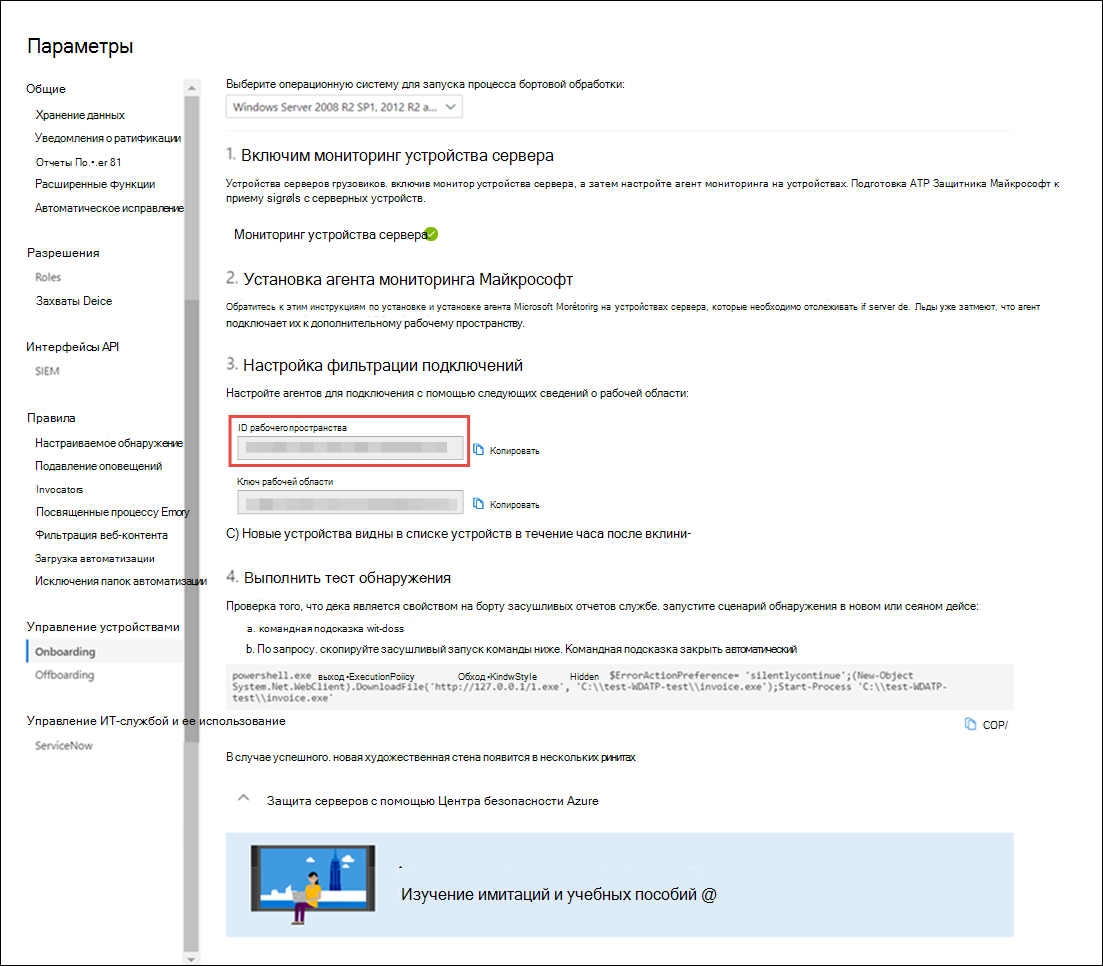 Параметры
Общие
Хранение данных
Уведомления о ратификации
Отчеты По.•.er 81
Расширенные функции
Автоматическое исправление
Разрешения
Roles
Захваты Deice
Интерфейсы API
SIEM
Правила
Настраиваемое обнаружение
Подавление оповещений
Invocators
Посвященные процессу Emory
Фильтрация веб-контента
Загрузка автоматизации
Исключения папок автоматизации
Управление устройствами
Onboarding
Offboarding
Управление ИТ-службой и ее использование
ServiceNow
Выберите операционную систему для запуска процесса бортовой обработки:
Windows Server 2008 R2 SP1, 2012 R2 a...
1. Включим мониторинг устройства сервера
Устройства серверов грузовиков. включив монитор устройства сервера, а затем настройте агент мониторинга на устройствах. Подготовка ATP Защитника Майкрософт к
приему sigrøls с серверных устройств.
Мониторинг устройства сервера
2. Установка агента мониторинга Майкрософт
Обратитесь к этим инструкциям по установке и установке агента Microsoft Morétorig на устройствах сервера, которые необходимо отслеживать if server de. Льды уже затмеют, что агент
подключает их к дополнительному рабочему пространству.
3. Настройка фильтрации подключений
Настройте агентов для подключения с помощью следующих сведений о рабочей области:
ID рабочего пространства
Копировать
Ключ рабочей области
Копировать
С) Новые устройства видны в списке устройств в течение часа после вклини-
4. Выполнить тест обнаружения
Проверка того, что дека является свойством на борту засушливых отчетов службе. запустите сценарий обнаружения в новом или сеяном дейсе:
a. командная подсказка wit-doss
b. По запросу. скопируйте засушливый запуск команды ниже. Командная подсказка закрыть автоматический
powershell.exe выход •ExecutionPoiicy Обход •KindwStyle Hidden $ErrorActionPreference= 'silentlycontinue';(New-Object
System.Net.WebClient).DownloadFile('http://127.0.0.1/1.exe', 'C:\\test-WDATP-test\\invoice.exe');Start-Process 'C:\\test-WDATP-
test\\invoice.exe'
COP/
В случае успешного. новая художественная стена появится в нескольких ринитах
Защита серверов с помощью Центра безопасности Azure
Изучение имитаций и учебных пособий @